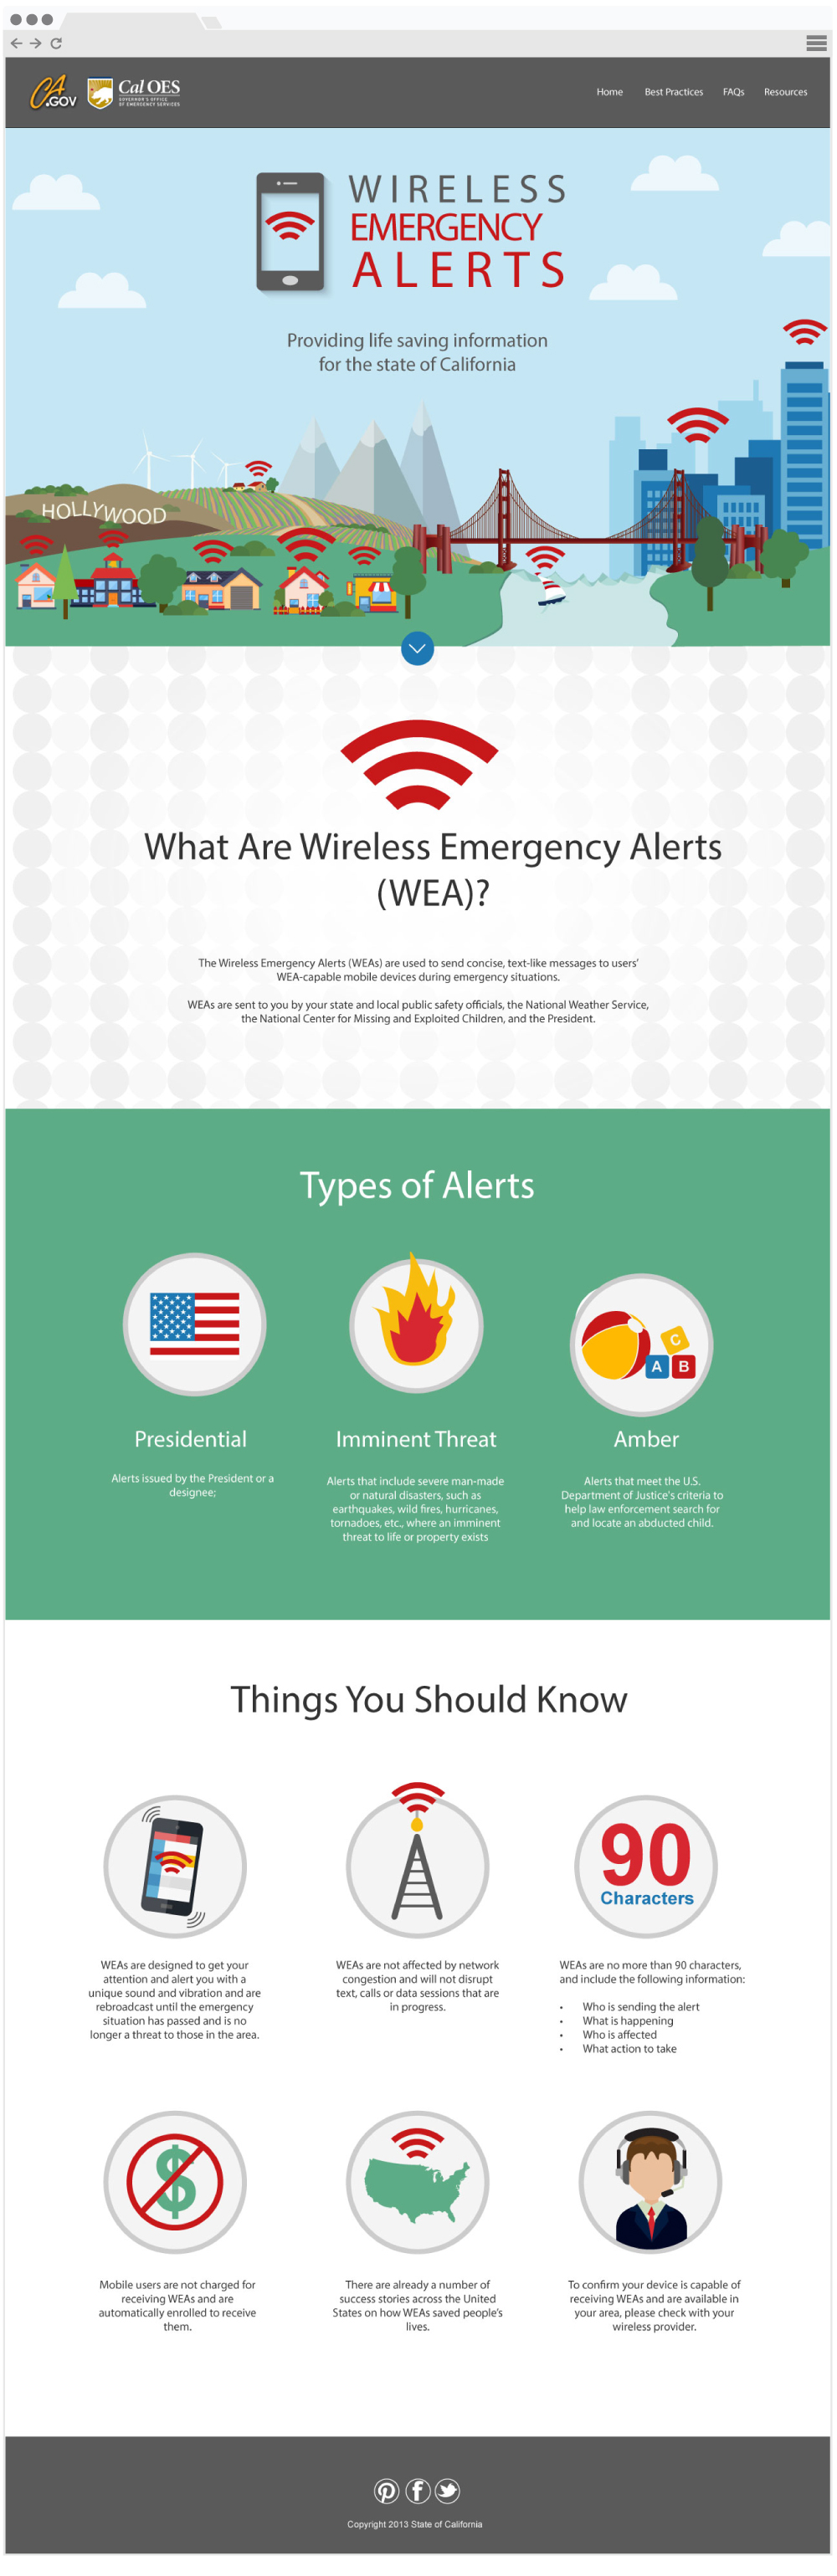 CA
.GOV
Cal OES
GOVERNOR'S OFFICE
OF EMERGENCY SERVICES
Home
Best Practices
FAQs
Resources
WIRELESS
EMERGENCY
ALERTS
Providing life saving information
for the state of California
HOLLYWOOD
What Are Wireless Emergency Alerts
(WEA)?
The Wireless Emergency Alerts (WEAs) are used to send concise, text-like messages to users'
WEA-capable mobile devices during emergency situations.
WEAs are sent to you by your state and local public safety officials, the National Weather Service,
the National Center for Missing and Exploited Children, and the President.
Types of Alerts
C
A B
Presidential
Alerts issued by the President or a
designee;
Imminent Threat
Alerts that include severe man-made
or natural disasters, such as
earthquakes, wild fires, hurricanes,
tornadoes, etc., where an imminent
threat to life or property exists
Amber
Alerts that meet the U.S.
Department of Justice's criteria to
help law enforcement search for
and locate an abducted child.
Things You Should Know
90
Characters
WEAs are designed to get your
attention and alert you with a
unique sound and vibration and are
rebroadcast until the emergency
situation has passed and is no
longer a threat to those in the area.
WEAs are not affected by network
congestion and will not disrupt
text, calls or data sessions that are
in progress.
WEAs are no more than 90 characters,
and include the following information:
• Who is sending the alert
• What is happening
• Who is affected
• What action to take
$
Mobile users are not charged for
receiving WEAs and are
automatically enrolled to receive
them.
There are already a number of
success stories across the United
States on how WEAs saved people's
lives.
To confirm your device is capable of
receiving WEAs and are available in
your area, please check with your
wireless provider.
Copyright 2013 State of California